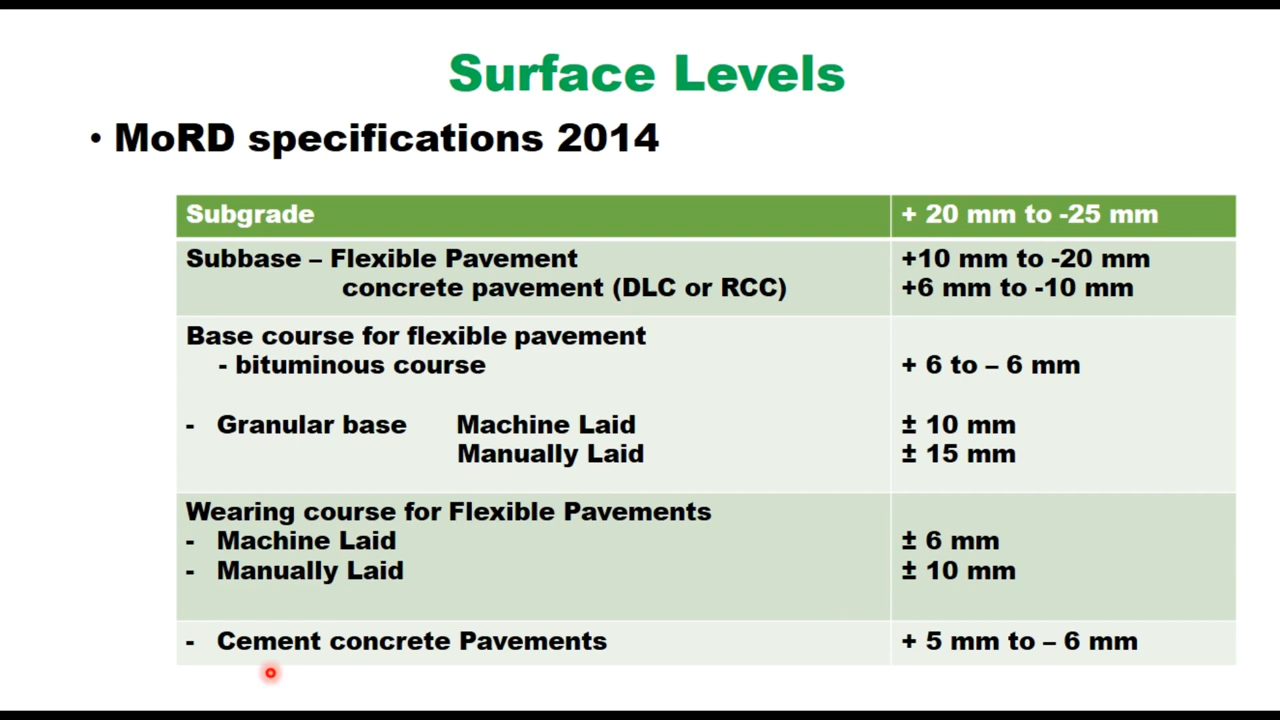 Surface Levels
• MoRD specifications 2014
Subgrade + 20 mm to -25 mm
Subbase – Flexible Pavement +10 mm to -20 mm
concrete pavement (DLC or RCC) +6 mm to -10 mm
Base course for flexible pavement
- bituminous course + 6 to – 6 mm
- Granular base Machine Laid ± 10 mm
Manually Laid ± 15 mm
Wearing course for Flexible Pavements
- Machine Laid ± 6 mm
- Manually Laid ± 10 mm
- Cement concrete Pavements + 5 mm to – 6 mm